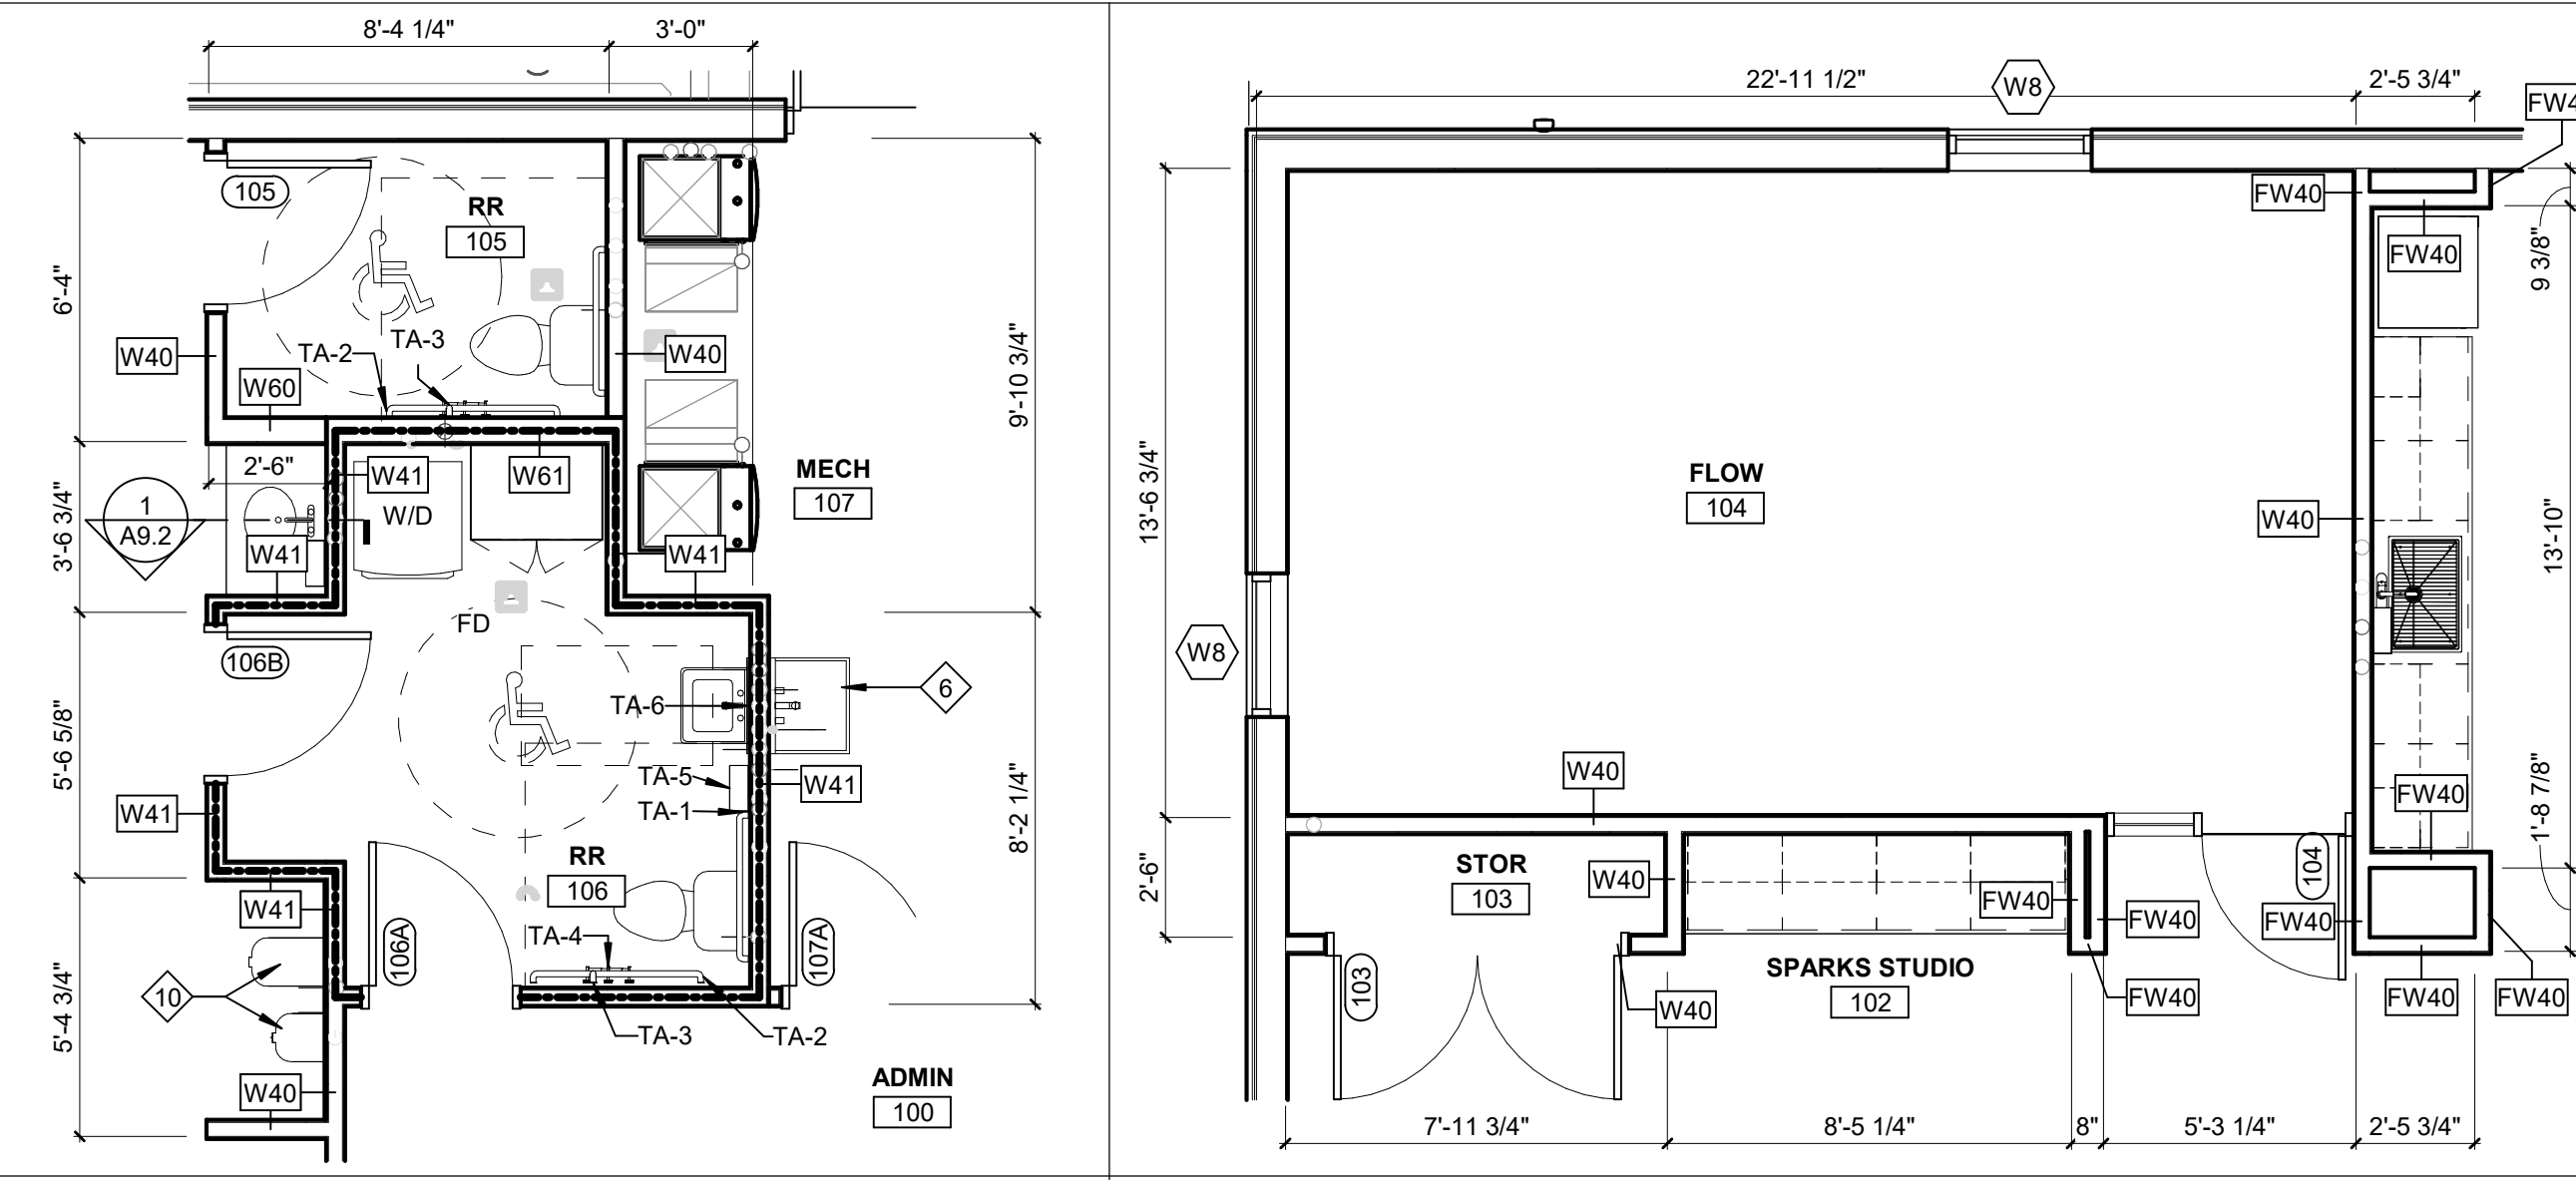 8'-4 1/4"
3'-0"
105
RR
105
6'-4"
TA-2
TA-3
W40
W40
W60
9'-10 3/4"
2'-6"
W41
W61
MECH
107
3'-6 3/4"
1
A9.2
W/D
W41
W41
FD
106B
TA-6
6
5'-6 5/8"
TA-5
W41
TA-1
W41
8'-2 1/4"
RR
106
W41
106A
TA-4
107A
10
5'-4 3/4"
TA-3
TA-2
W40
ADMIN
100
22'-11 1/2"
W8
2'-5 3/4"
FW40
FW40
9 3/8"
13'-6 3/4"
FLOW
104
W40
13'-10"
W8
W40
FW40
1'-8 7/8"
2'-6"
STOR
103
W40
FW40
FW40
104
FW40
SPARKS STUDIO
102
103
W40
FW40
FW40
FW40
7'-11 3/4"
8'-5 1/4"
8"
5'-3 1/4"
2'-5 3/4"